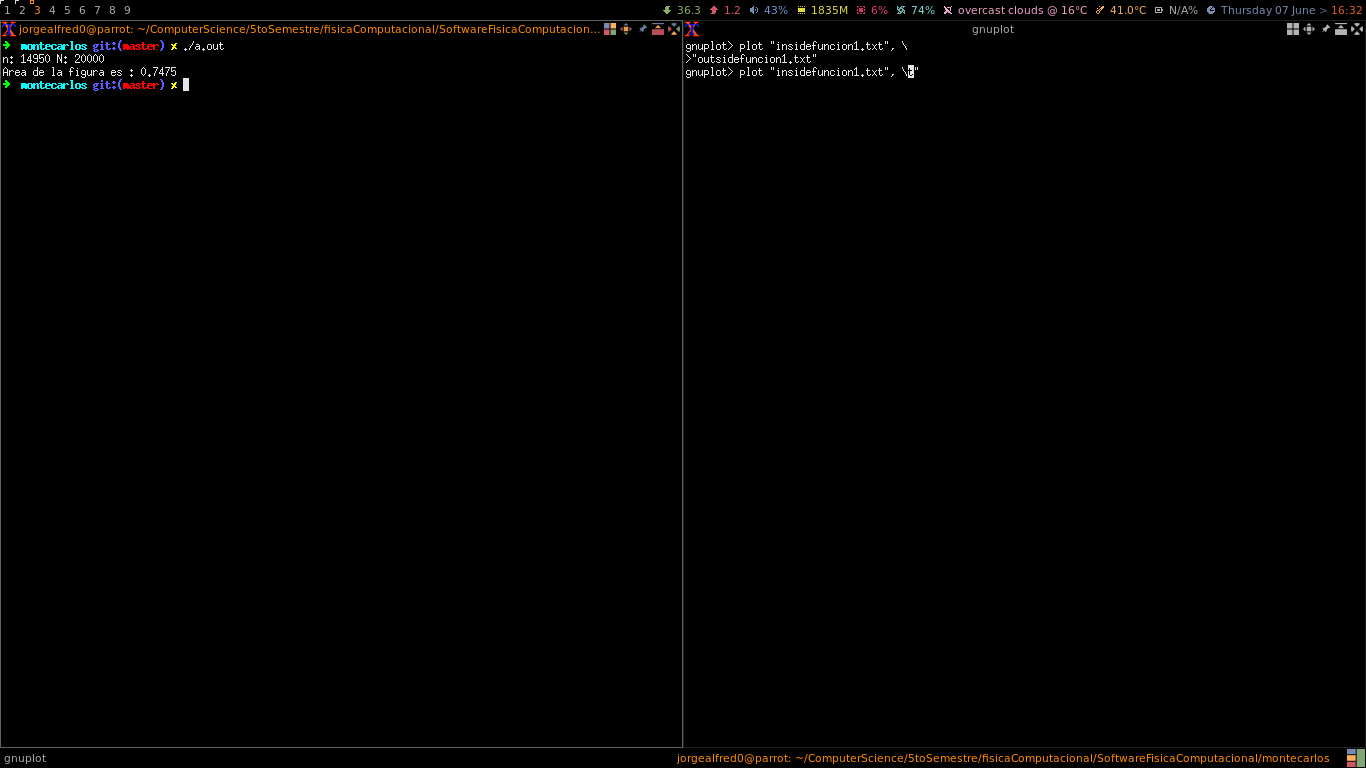 1 2 3 4 5 6 7 8 9 36.3 1.2 43% 1835M 6% 74% overcast clouds @ 16°C 41.0°C N/A% Thursday 07 June > 16:32
jorgealfred0@parrot: ~/ComputerScience/5toSemestre/fisicaComputacional/SoftwareFisicaComputacion...
montecarlos git:(master) x ./a.out
n: 14950 N: 20000
Area de la figura es : 0.7475
montecarlos git:(master) x
gnuplot
gnuplot> plot "insidefuncion1.txt", \
>"outsidefuncion1.txt"
gnuplot> plot "insidefuncion1.txt", \t"
gnuplot
jorgealfred0@parrot: ~/ComputerScience/5toSemestre/fisicaComputacional/SoftwareFisicaComputacional/montecarlos